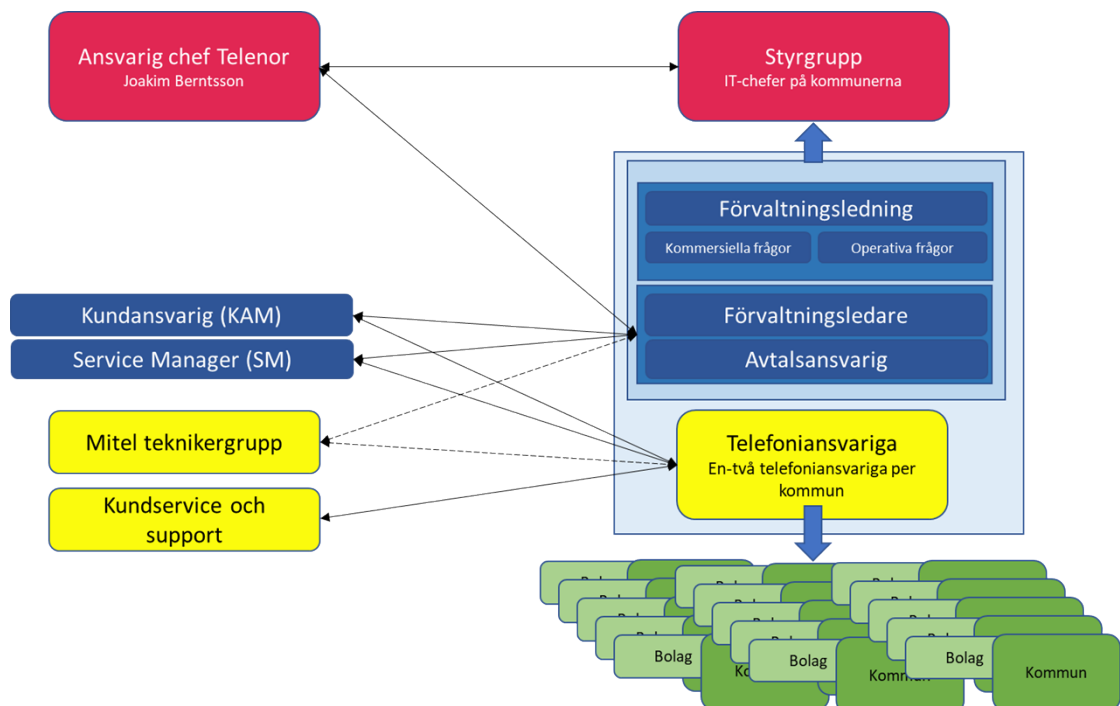 Ansvarig chef Telenor
Joakim Berntsson
Styrgrupp
IT-chefer på kommunerna
Förvaltningsledning
Kommersiella frågor
Operativa frågor
Förvaltningsledare
Avtalsansvarig
Kundansvarig (KAM)
Service Manager (SM)
Mitel teknikergrupp
Kundservice och
support
Telefoniansvariga
En-två telefoniansvariga per
kommun
Bolag
Bolag
Bolag
Kommun
Kommun